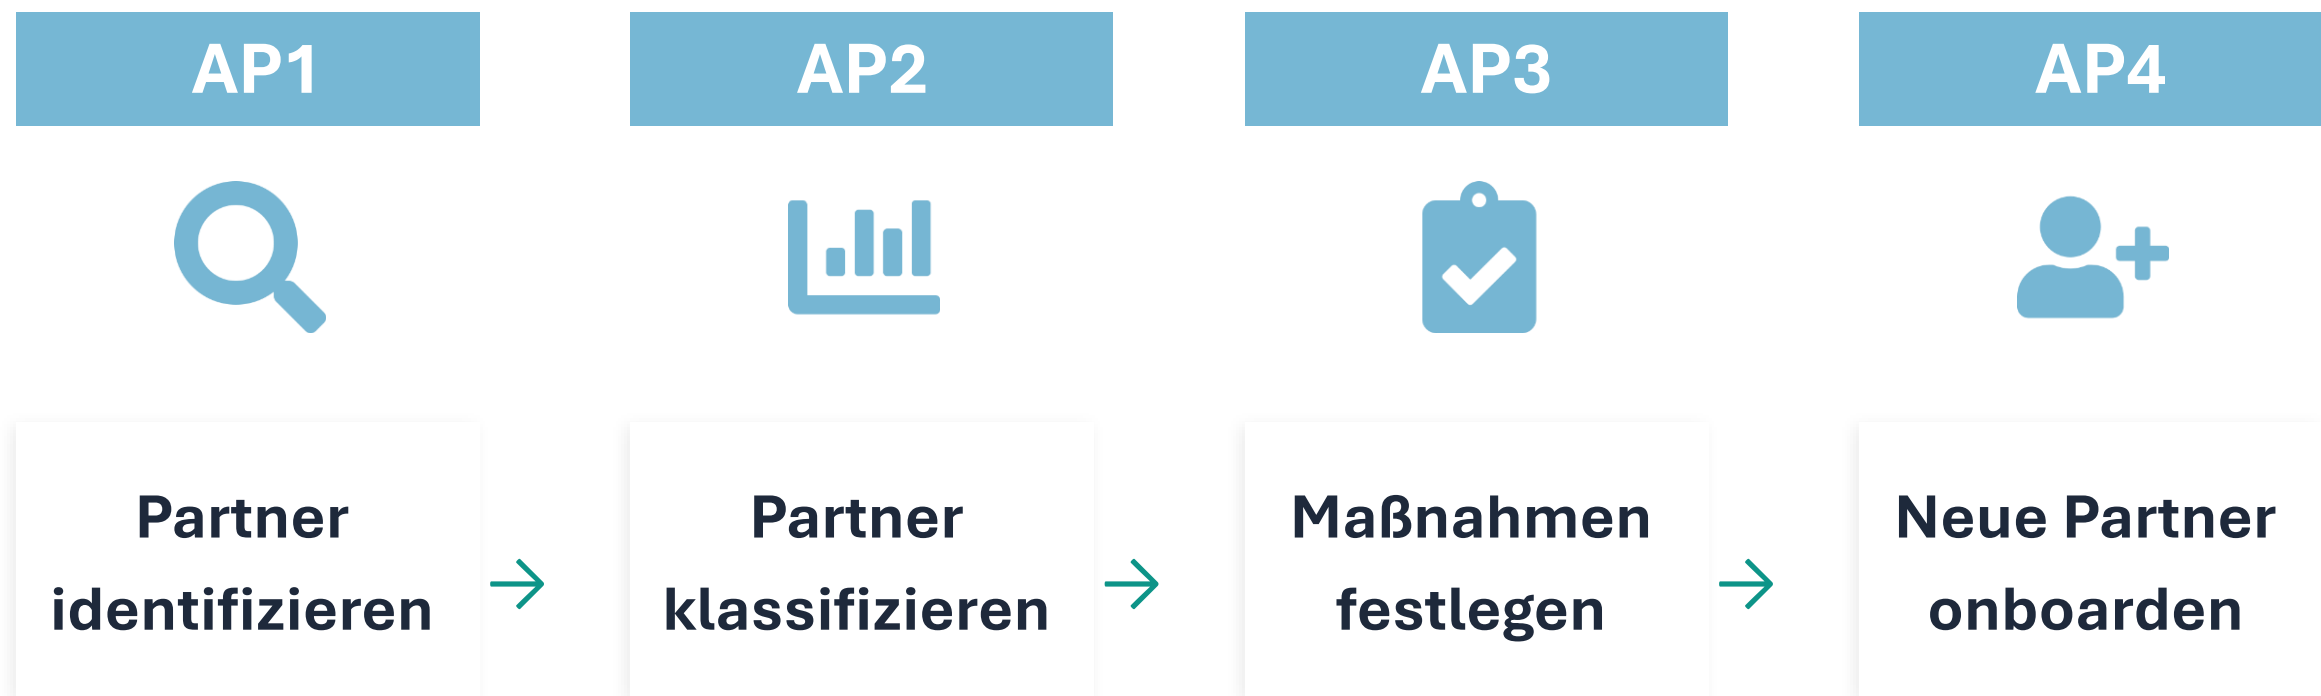 AP1
AP2
AP3
AP4
Partner
identifizieren
Partner
klassifizieren
Maßnahmen
festlegen
Neue Partner
onboarden